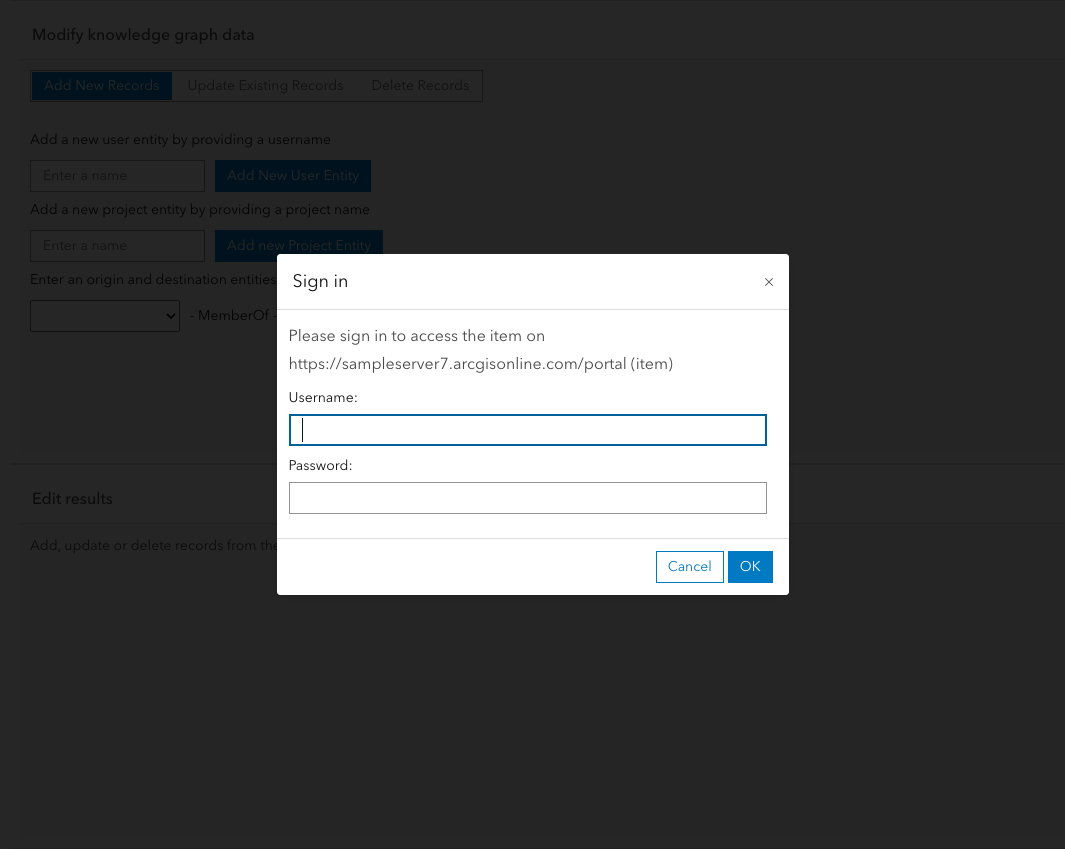 Modify knowledge graph data
Add New Records Update Existing Records Delete Records
Add a new user entity by providing a username
Enter a name Add New User Entity
Add a new project entity by providing a project name
Enter a name Add new Project Entity
Enter an origin and destination entities
- MemberOf -
Sign in ×
Please sign in to access the item on
https://sampleserver7.arcgisonline.com/portal (item)
Username:
Password:
Cancel OK
Edit results
Add, update or delete records from the